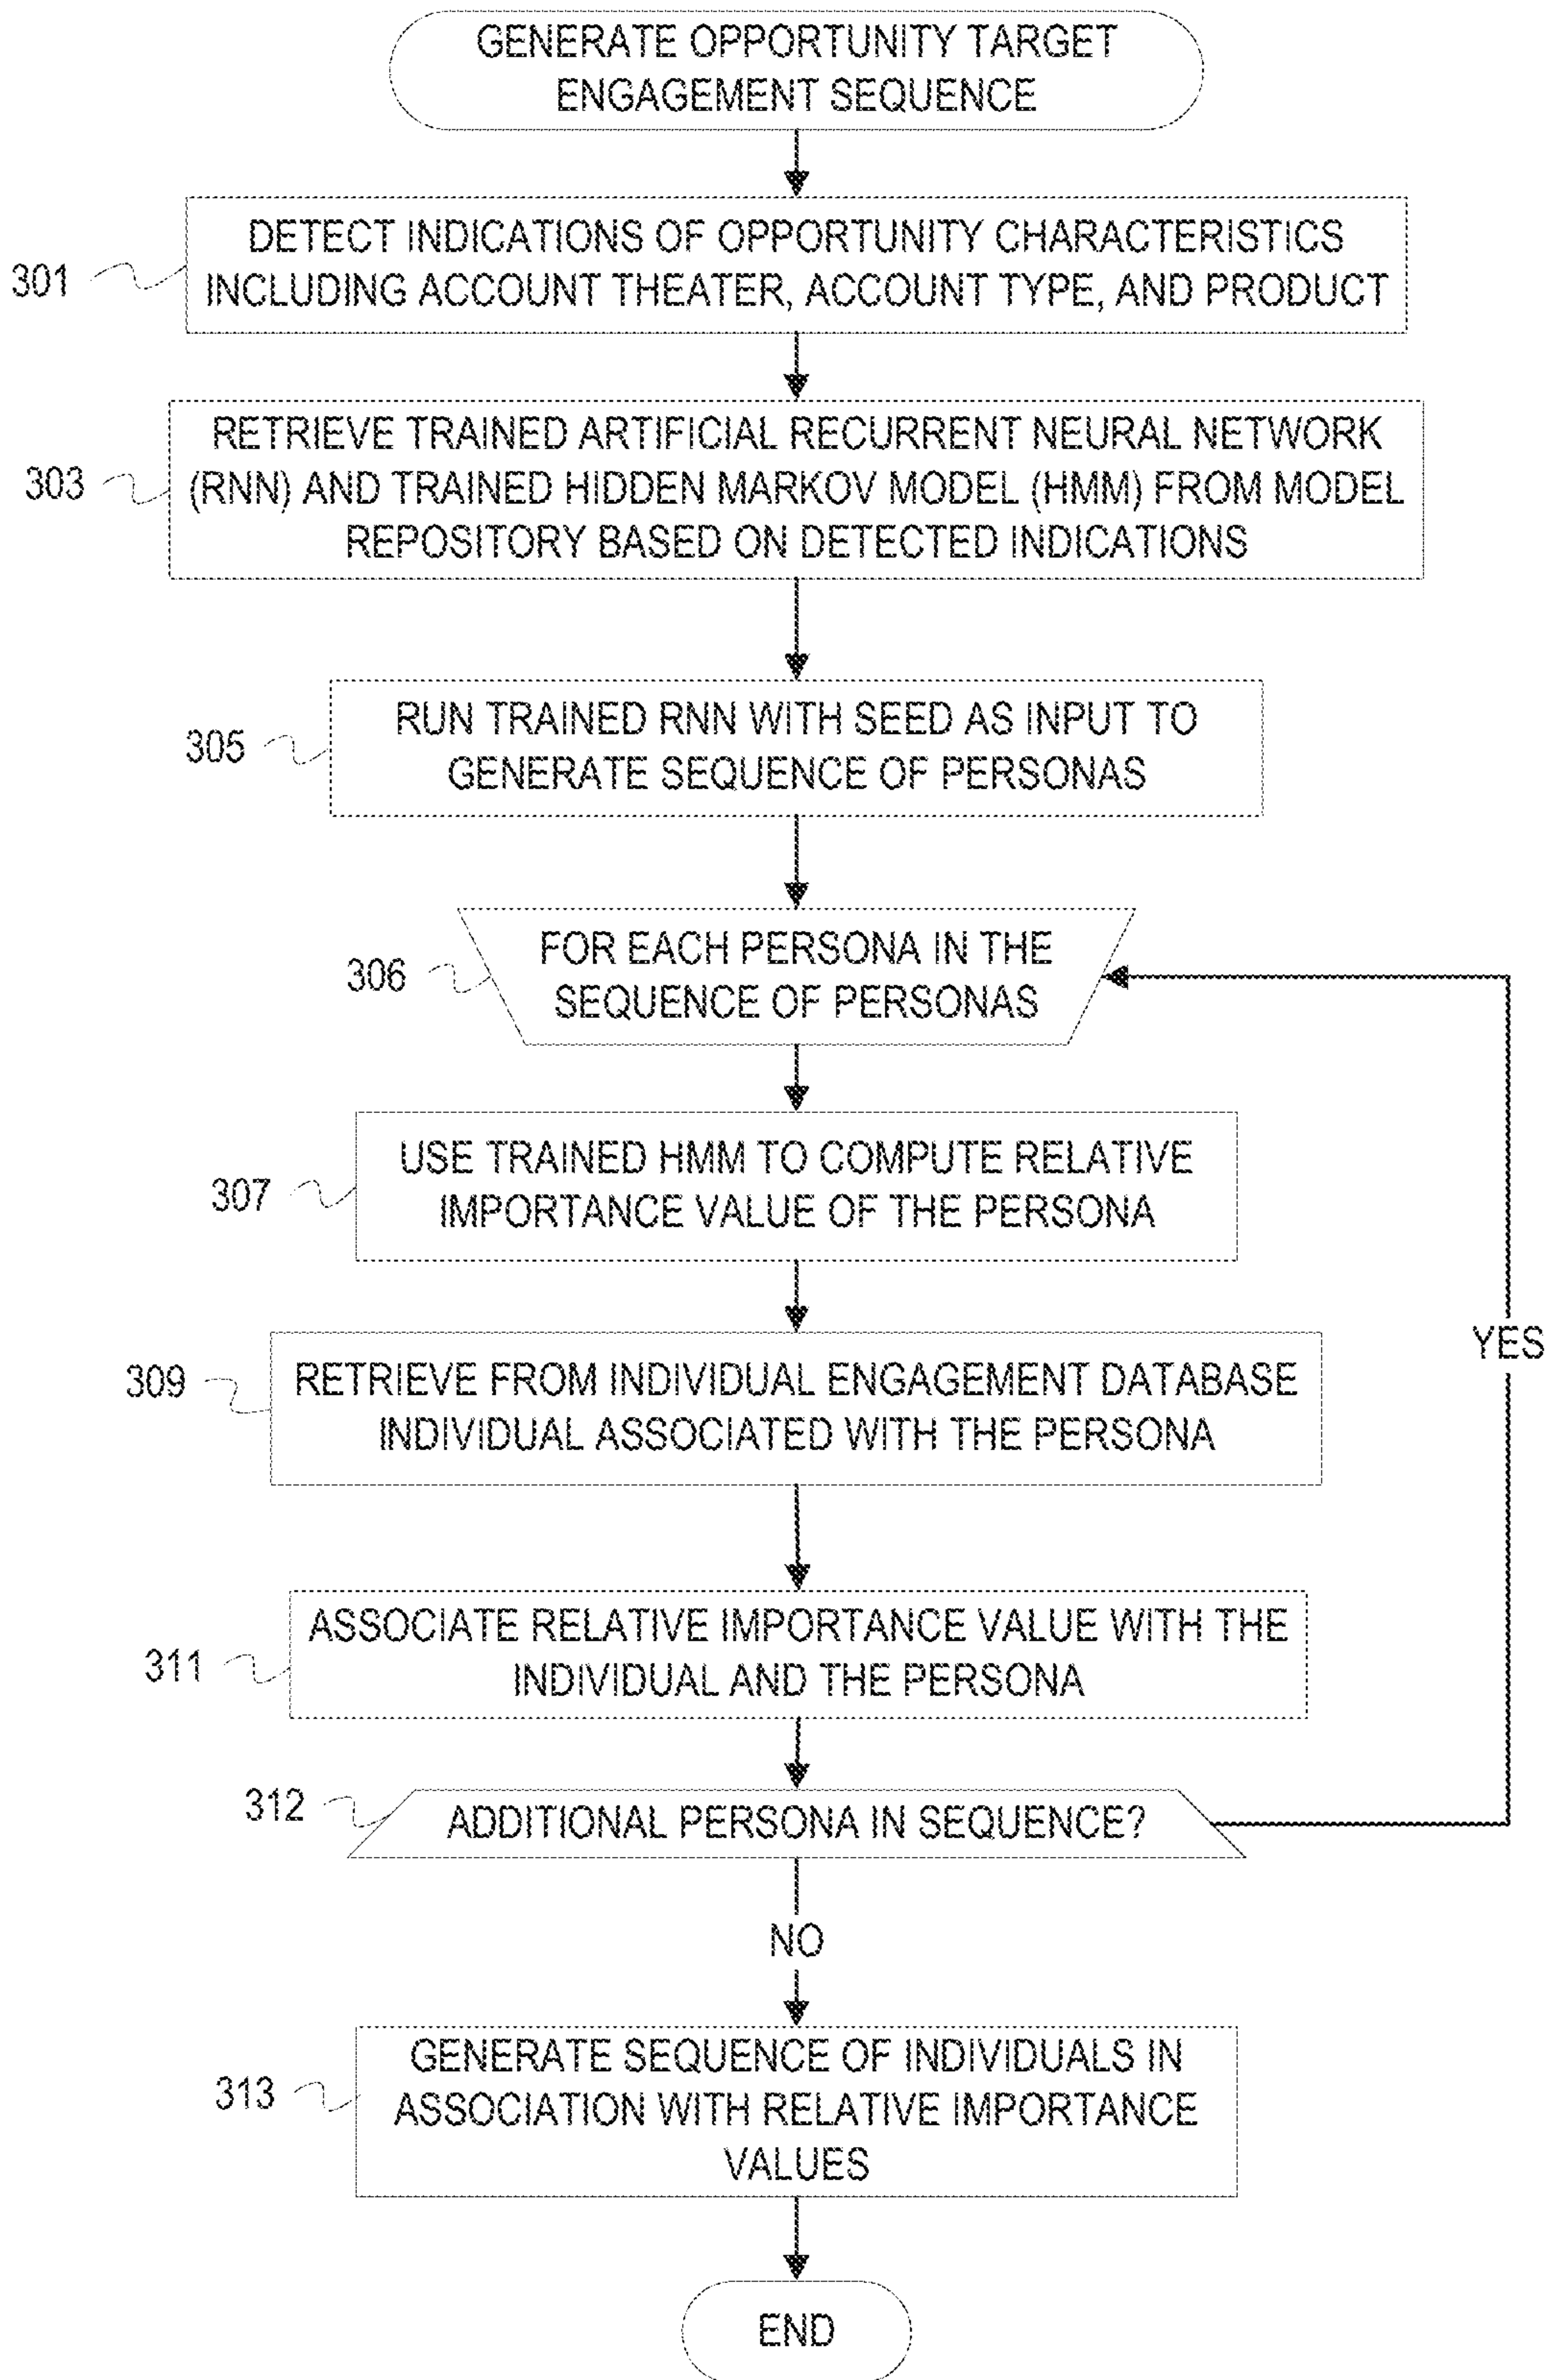 GENERATE OPPORTUNITY TARGET
ENGAGEMENT SEQUENCE
301
DETECT INDICATIONS OF OPPORTUNITY CHARACTERISTICS
INCLUDING ACCOUNT THEATER, ACCOUNT TYPE, AND PRODUCT
303
RETRIEVE TRAINED ARTIFICIAL RECURRENT NEURAL NETWORK
(RNN) AND TRAINED HIDDEN MARKOV MODEL (HMM) FROM MODEL
REPOSITORY BASED ON DETECTED INDICATIONS
305
RUN TRAINED RNN WITH SEED AS INPUT TO
GENERATE SEQUENCE OF PERSONAS
306
FOR EACH PERSONA IN THE
SEQUENCE OF PERSONAS
307
USE TRAINED HMM TO COMPUTE RELATIVE
IMPORTANCE VALUE OF THE PERSONA
YES
309
RETRIEVE FROM INDIVIDUAL ENGAGEMENT DATABASE
INDIVIDUAL ASSOCIATED WITH THE PERSONA
311
ASSOCIATE RELATIVE IMPORTANCE VALUE WITH THE
INDIVIDUAL AND THE PERSONA
312
ADDITIONAL PERSONA IN SEQUENCE?
NO
313
GENERATE SEQUENCE OF INDIVIDUALS IN
ASSOCIATION WITH RELATIVE IMPORTANCE
VALUES
END